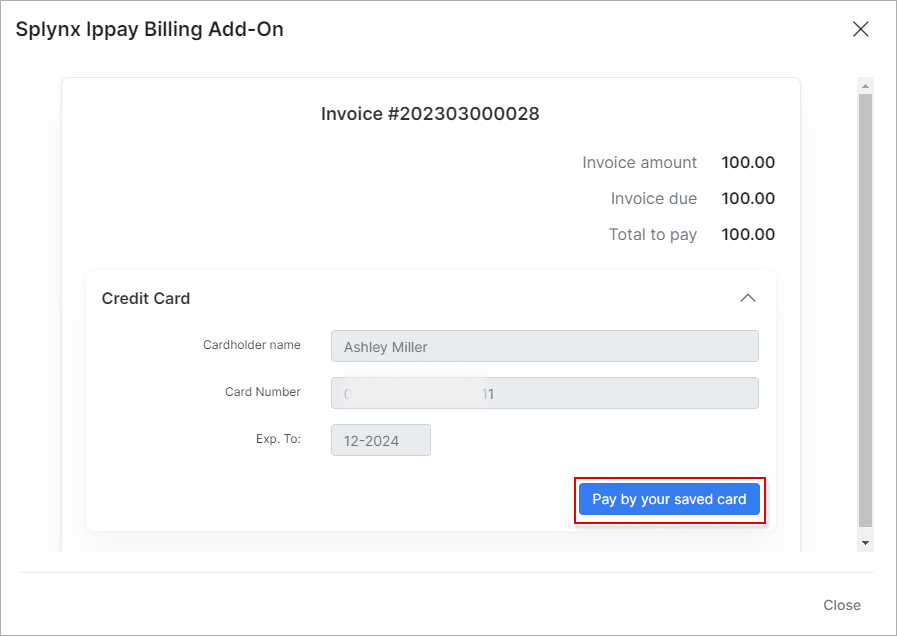 Splynx Ippay Billing Add-On
Invoice #202303000028
Invoice amount 100.00
Invoice due 100.00
Total to pay 100.00
Credit Card
Cardholder name Ashley Miller
Card Number 11
Exp. To: 12-2024
Pay by your saved card
Close